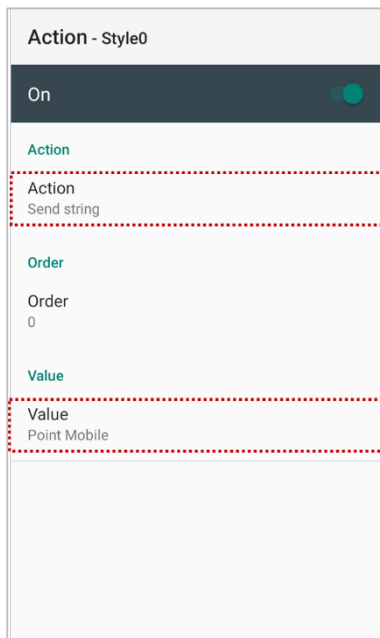 Action - Style0
On
Action
Action
Send string
Order
Order
0
Value
Value
Point Mobile